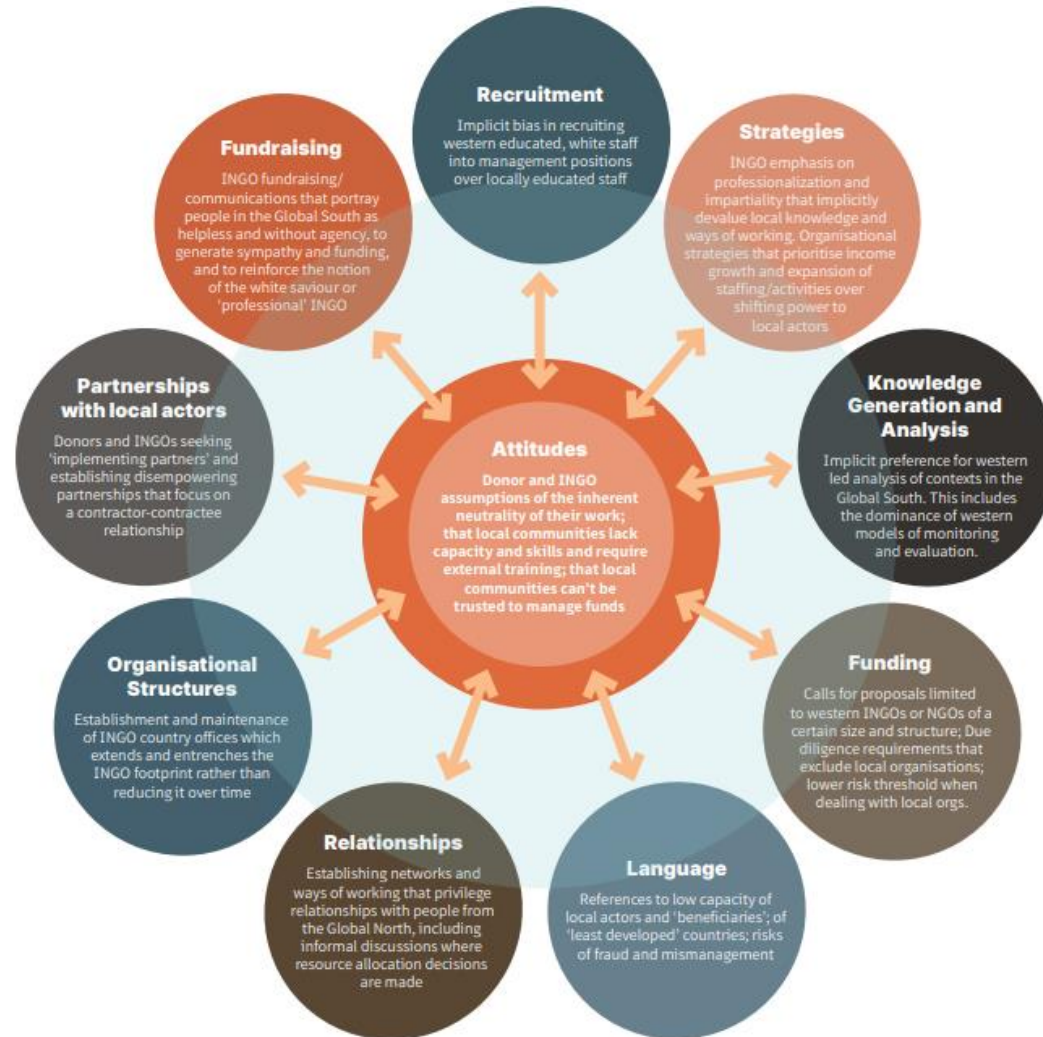 Recruitment
Implicit bias in recruiting
western educated, white staff
into management positions
over locally educated staff
Strategies
INGO emphasis on
professionalization and
impartiality that implicitly
devalue local knowledge and
ways of working. Organisational
strategies that prioritise income
growth and expansion of
staffing/activities over
shifting power to
local actors
Knowledge
Generation and
Analysis
Implicit preference for western
led analysis of contexts in the
Global South. This includes
the dominance of western
models of monitoring
and evaluation.
Funding
Calls for proposals limited
to western INGOs or NGOs of a
certain size and structure; Due
diligence requirements that
exclude local organisations;
lower risk threshold when
dealing with local orgs.
Language
References to low capacity of
local actors and ‘beneficiaries’; of
‘least developed’ countries; risks
of fraud and mismanagement
Relationships
Establishing networks and
ways of working that privilege
relationships with people from
the Global North, including
informal discussions where
resource allocation decisions
are made
Organisational
Structures
Establishment and maintenance
of INGO country offices which
extends and entrenches the
INGO footprint rather than
reducing it over time
Partnerships
with local actors
Donors and INGOs seeking
‘implementing partners’ and
establishing disempowering
partnerships that focus on
a contractor-contractee
relationship
Fundraising
INGO fundraising/
communications that portray
people in the Global South as
helpless and without agency, to
generate sympathy and funding,
and to reinforce the notion
of the white saviour or
‘professional’ INGO
Attitudes
Donor and INGO
assumptions of the inherent
neutrality of their work;
that local communities lack
capacity and skills and require
external training; that local
communities can't be
trusted to manage funds